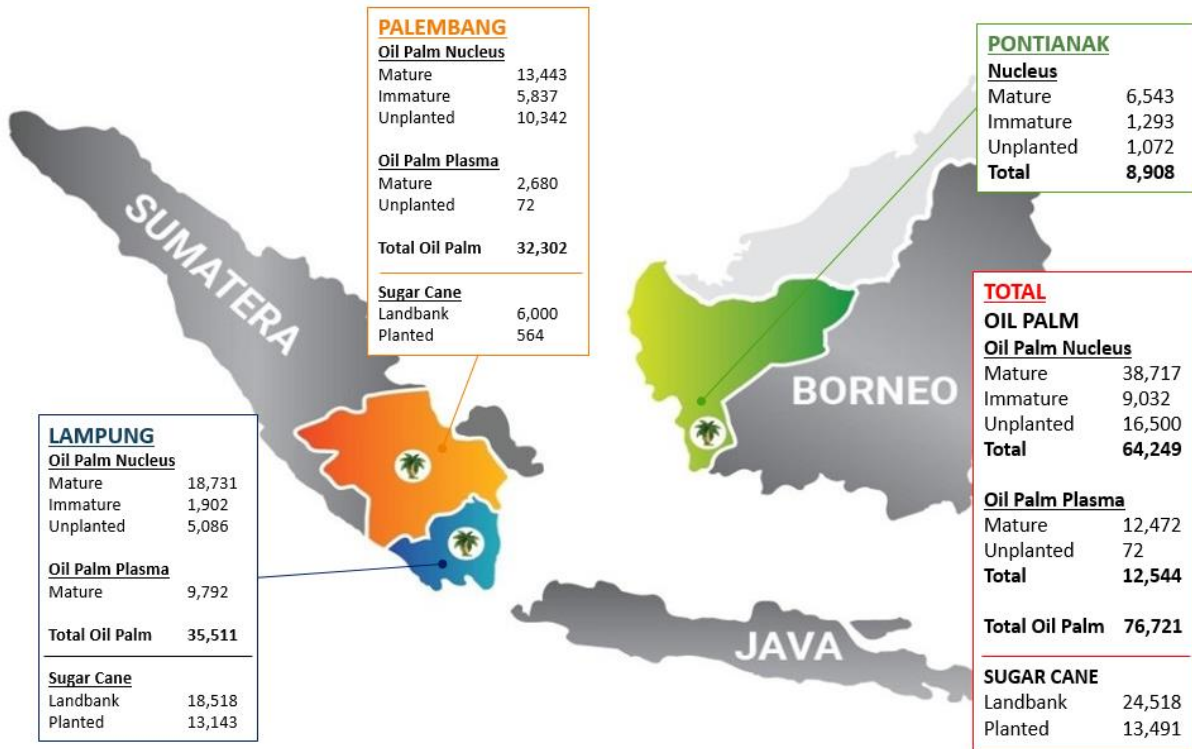 PALEMBANG
Oil Palm Nucleus
Mature 13,443
Immature 5,837
Unplanted 10,342
Oil Palm Plasma
Mature 2,680
Unplanted 72
Total Oil Palm 32,302
Sugar Cane
Landbank 6,000
Planted 564
PONTIANAK
Nucleus
Mature 6,543
Immature 1,293
Unplanted 1,072
Total 8,908
SUMATERA
BORNEO
JAVA
LAMPUNG
Oil Palm Nucleus
Mature 18,731
Immature 1,902
Unplanted 5,086
Oil Palm Plasma
Mature 9,792
Total Oil Palm 35,511
Sugar Cane
Landbank 18,518
Planted 13,143
TOTAL
OIL PALM
Oil Palm Nucleus
Mature 38,717
Immature 9,032
Unplanted 16,500
Total 64,249
Oil Palm Plasma
Mature 12,472
Unplanted 72
Total 12,544
Total Oil Palm 76,721
SUGAR CANE
Landbank 24,518
Planted 13,491